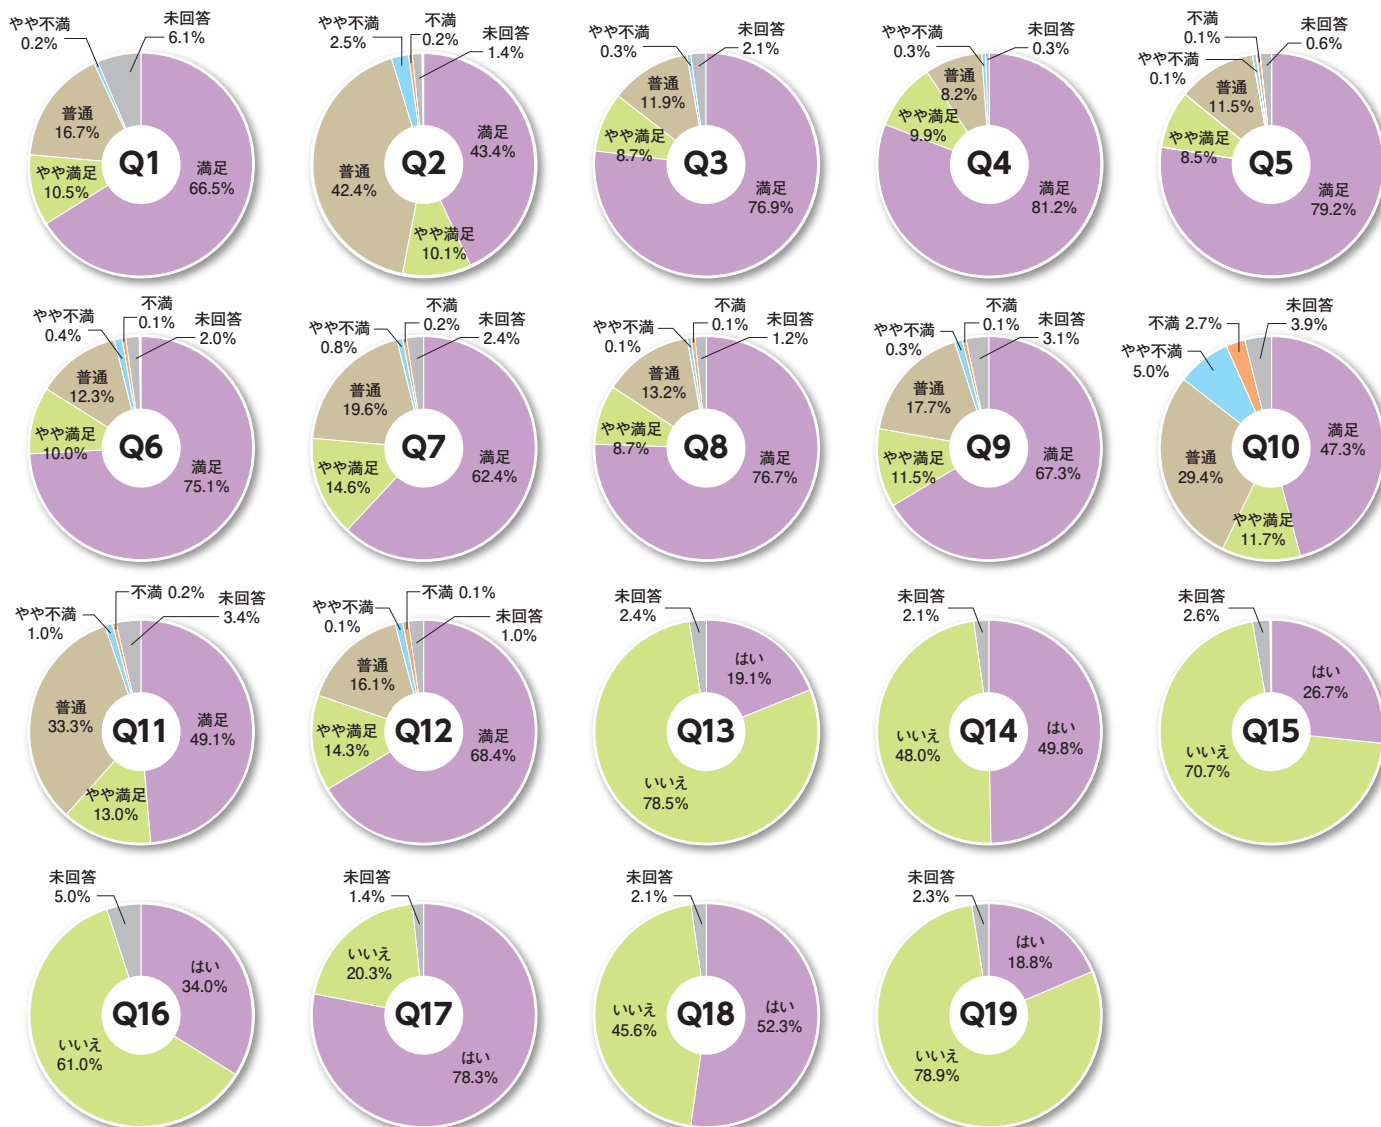 やや不満
0.2%
未回答
6.1%
普通
16.7%
やや満足
10.5%
満足
66.5%
Q1
やや不満
2.5%
不満
0.2%
未回答
1.4%
普通
42.4%
やや満足
10.1%
満足
43.4%
Q2
やや不満
0.3%
未回答
2.1%
普通
11.9%
やや満足
8.7%
満足
76.9%
Q3
やや不満
0.3%
未回答
0.3%
普通
8.2%
やや満足
9.9%
満足
81.2%
Q4
不満
0.1%
やや不満
0.1%
未回答
0.6%
普通
11.5%
やや満足
8.5%
満足
79.2%
Q5
やや不満
0.4%
不満
0.1%
未回答
2.0%
普通
12.3%
やや満足
10.0%
満足
75.1%
Q6
やや不満
0.8%
不満
0.2%
未回答
2.4%
普通
19.6%
やや満足
14.6%
満足
62.4%
Q7
やや不満
0.1%
不満
0.1%
未回答
1.2%
普通
13.2%
やや満足
8.7%
満足
76.7%
Q8
やや不満
0.3%
不満
0.1%
未回答
3.1%
普通
17.7%
やや満足
11.5%
満足
67.3%
Q9
不満 2.7%
やや不満
5.0%
未回答
3.9%
普通
29.4%
やや満足
11.7%
満足
47.3%
Q10
やや不満
1.0%
不満 0.2%
未回答
3.4%
普通
33.3%
やや満足
13.0%
満足
49.1%
Q11
やや不満
0.1%
不満 0.1%
未回答
1.0%
普通
16.1%
やや満足
14.3%
満足
68.4%
Q12
未回答
2.4%
はい
19.1%
いいえ
78.5%
Q13
未回答
2.1%
いいえ
48.0%
はい
49.8%
Q14
未回答
2.6%
はい
26.7%
いいえ
70.7%
Q15
未回答
5.0%
はい
34.0%
いいえ
61.0%
Q16
未回答
1.4%
いいえ
20.3%
はい
78.3%
Q17
未回答
2.1%
いいえ
45.6%
はい
52.3%
Q18
未回答
2.3%
はい
18.8%
いいえ
78.9%
Q19